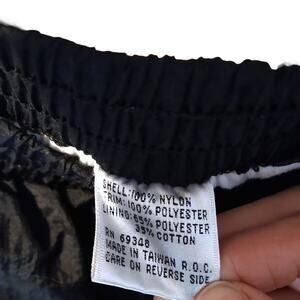 SHELL:100% NYLON
TRIM:100% POLYESTER
LINING:65% POLYESTER
35% COTTON
RN 69348
MADE IN TAIWAN R.O.C.
CARE ON REVERSE SIDE